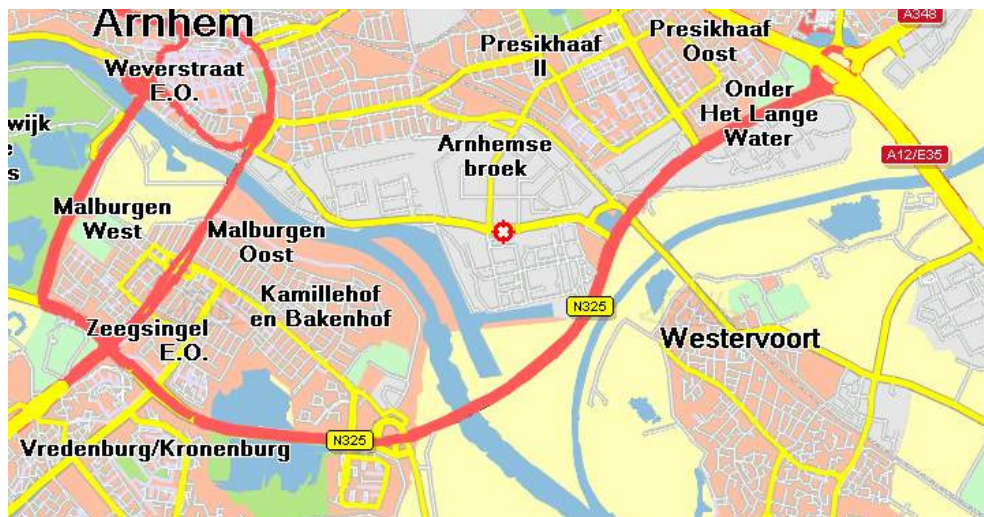 Arnhem
A348
Presikhaaf
II
Presikhaaf
Oost
Weverstraat
E.O.
Onder
Het Lange
Water
wijk
e
s
Arnhemse
broek
A12/E35
Malburgen
West
Malburgen
Oost
Kamillehof
en Bakenhof
N325
Zeegsingel
E.O.
Westervoort
N325
Vredenburg/Kronenburg